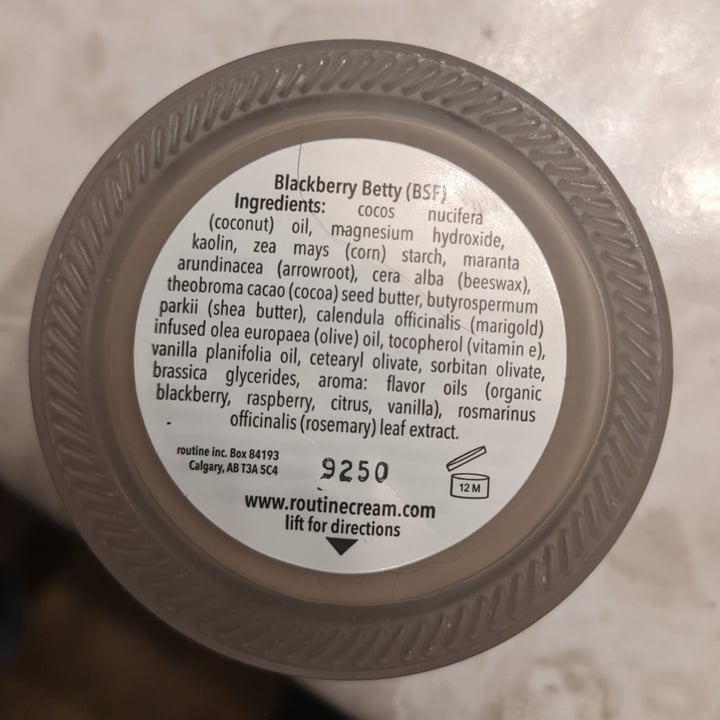 Blackberry Betty (BSF)
Ingredients: cocos nucifera
(coconut) oil, magnesium hydroxide,
kaolin, zea mays (corn) starch, maranta
arundinacea (arrowroot), cera alba (beeswax),
theobroma cacao (cocoa) seed butter, butyrospermum
parkii (shea butter), calendula officinalis (marigold)
infused olea europaea (olive) oil, tocopherol (vitamin e),
vanilla planifolia oil, cetearyl olivate, sorbitan olivate,
brassica glycerides, aroma: flavor oils (organic
blackberry, raspberry, citrus, vanilla), rosmarinus
officinalis (rosemary) leaf extract.
routine inc. Box 84193
Calgary, AB T3A 5C4
9250
12 M
www.routinecream.com
lift for directions